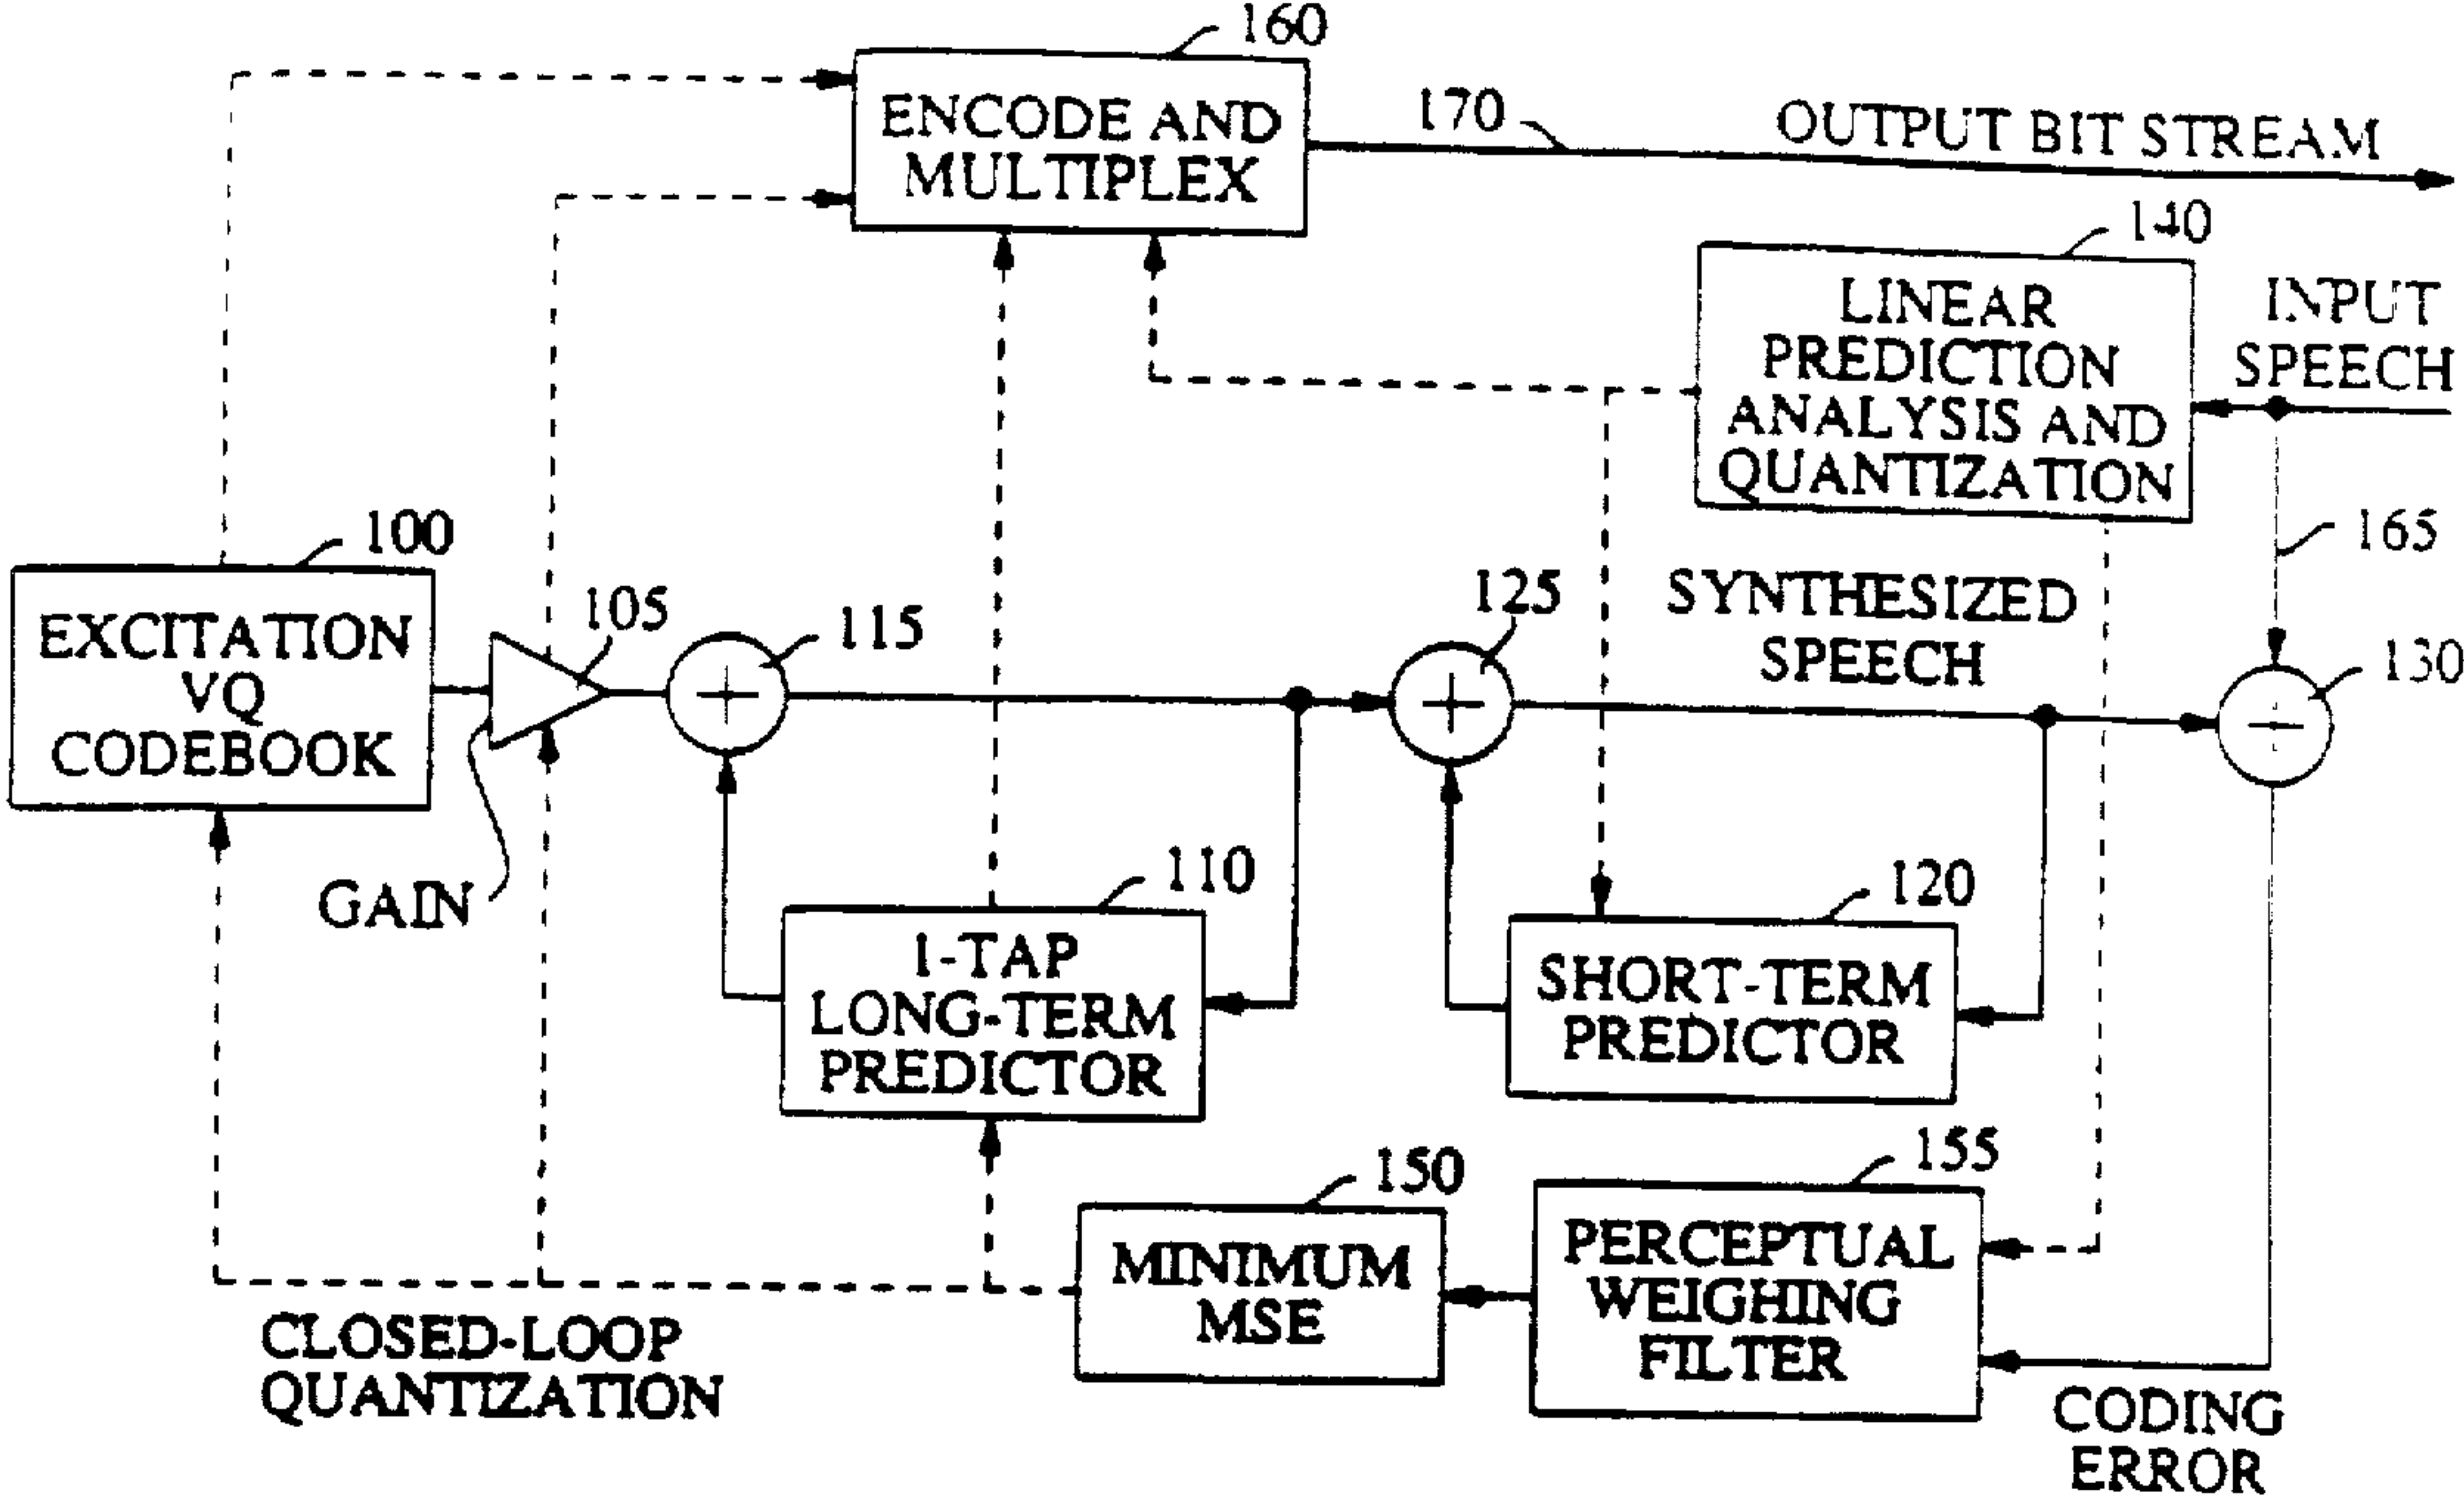 160
ENCODE AND
MULTIPLEX
170
OUTPUT BIT STREAM
140
LINEAR
PREDICTION
ANALYSIS AND
QUANTIZATION
INPUT
SPEECH
165
100
EXCITATION
VQ
CODEBOOK
105
115
125
SYNTHESIZED
SPEECH
130
GAIN
110
1-TAP
LONG-TERM
PREDICTOR
120
SHORT-TERM
PREDICTOR
150
MINIMUM
MSE
155
PERCEPTUAL
WEIGHING
FILTER
CLOSED-LOOP
QUANTIZATION
CODING
ERROR